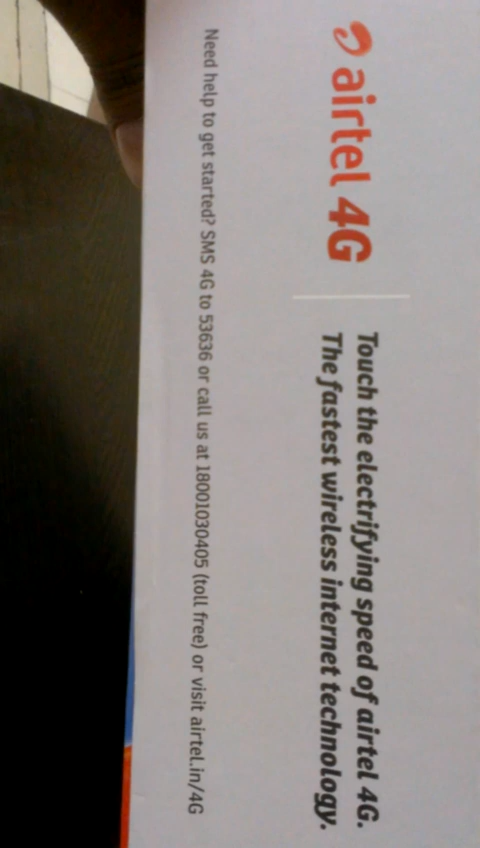 airtel 4G
Touch the electrifying speed of airtel 4G.
The fastest wireless internet technology.
Need help to get started? SMS 4G to 53636 or call us at 18001030405 (toll free) or visit airtel.in/4G